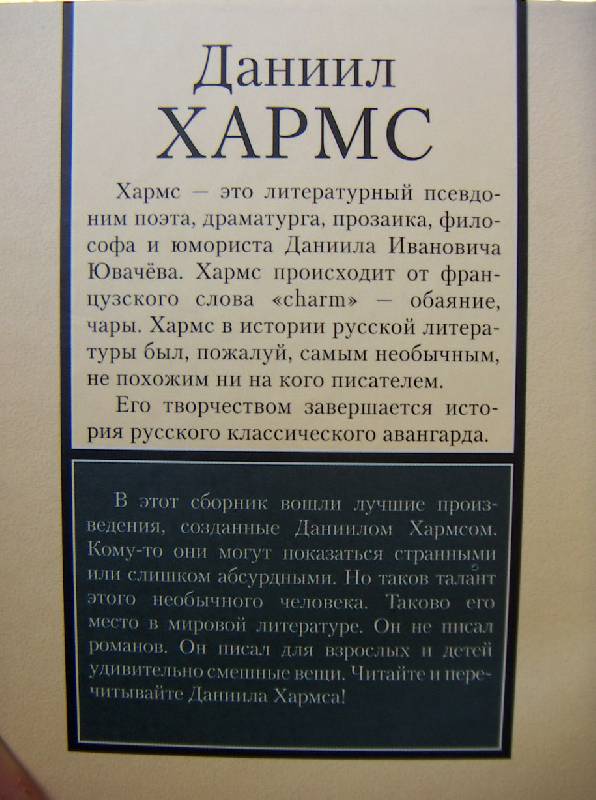 Даниил
ХАРМС
Хармс — это литературный псевдо-
ним поэта, драматурга, прозаика, фило-
софа и юмориста Даниила Ивановича
Ювачёва. Хармс происходит от фран-
цузского слова «charm» — обаяние,
чары. Хармс в истории русской литера-
туры был, пожалуй, самым необычным,
не похожим ни на кого писателем.
Его творчеством завершается исто-
рия русского классического авангарда.
В этот сборник вошли лучшие произ-
ведения, созданные Даниилом Хармсом.
Кому-то они могут показаться странными
или слишком абсурдными. Но таков талант
этого необычного человека. Таково его
место в мировой литературе. Он не писал
романов. Он писал для взрослых и детей
удивительно смешные вещи. Читайте и пере-
читывайте Даниила Хармса!